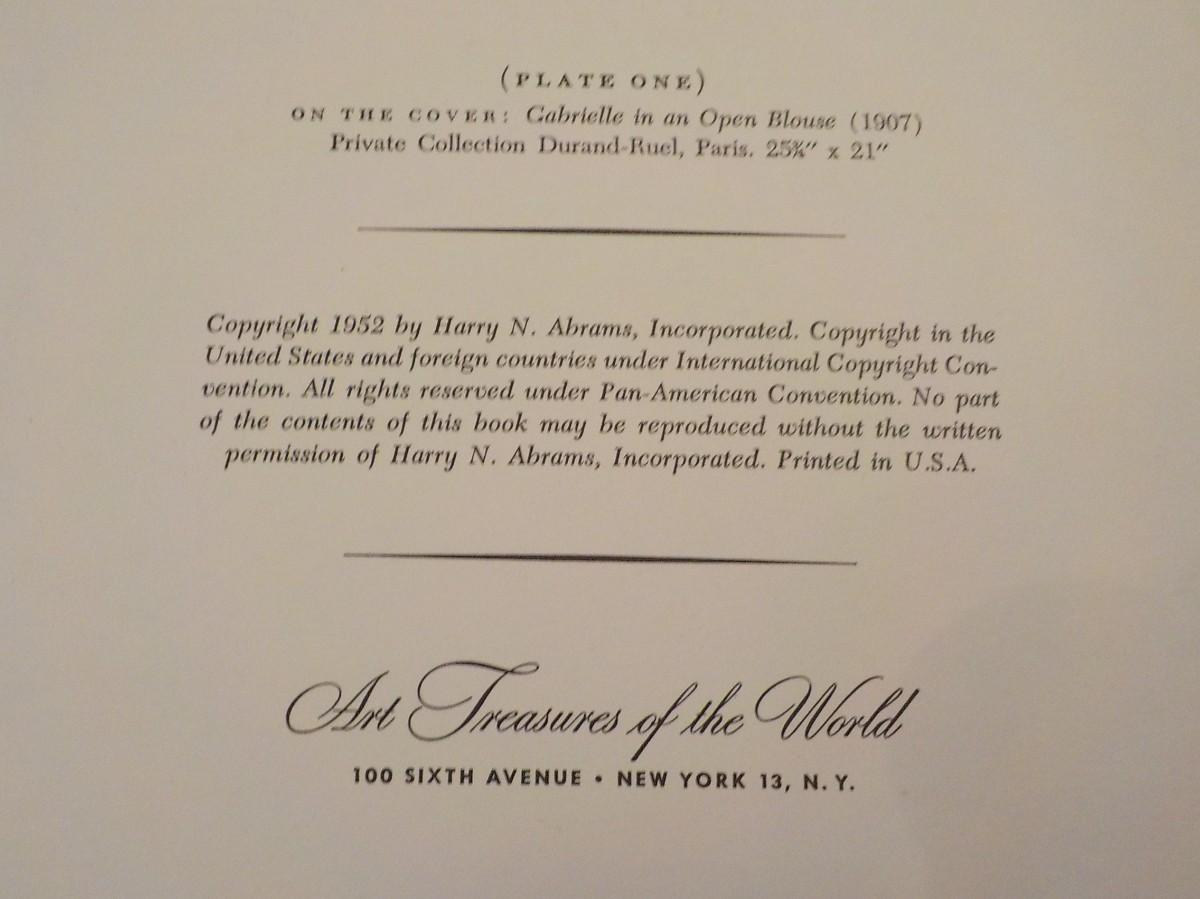 (PLATE ONE)
ON THE COVER: Gabrielle in an Open Blouse (1907)
Private Collection Durand-Ruel, Paris. 25¾" x 21"
Copyright 1952 by Harry N. Abrams, Incorporated. Copyright in the
United States and foreign countries under International Copyright Con-
vention. All rights reserved under Pan-American Convention. No part
of the contents of this book may be reproduced without the written
permission of Harry N. Abrams, Incorporated. Printed in U.S.A.
Art Treasures of the World
100 SIXTH AVENUE • NEW YORK 13, N. Y.